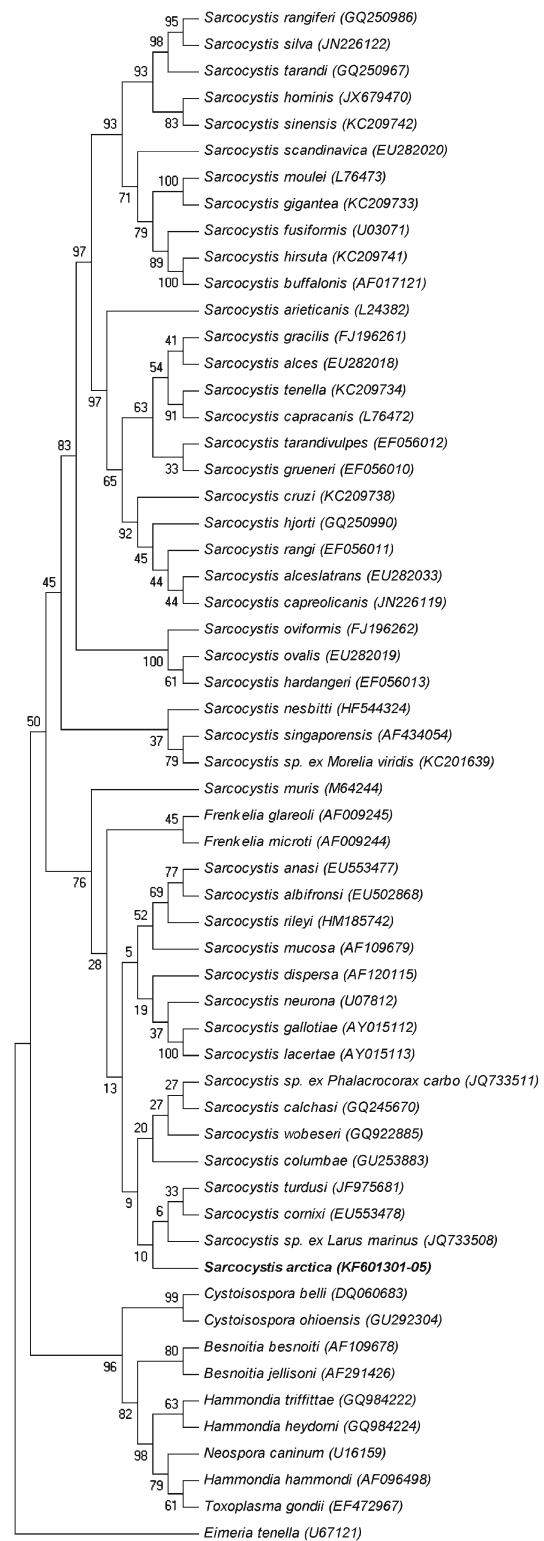 95
Sarcocystis rangiferi (GQ250986)
98
Sarcocystis silva (JN226122)
93
Sarcocystis tarandi (GQ250967)
Sarcocystis hominis (JX679470)
93
83
Sarcocystis sinensis (KC209742)
Sarcocystis scandinavica (EU282020)
71
100
Sarcocystis moulei (L76473)
Sarcocystis gigantea (KC209733)
79
Sarcocystis fusiformis (U03071)
97
89
Sarcocystis hirsuta (KC209741)
100
Sarcocystis buffalonis (AF017121)
Sarcocystis arieticanis (L24382)
97
41
Sarcocystis gracilis (FJ196261)
54
Sarcocystis alces (EU282018)
Sarcocystis tenella (KC209734)
63
91
Sarcocystis capracanis (L76472)
83
Sarcocystis tarandivulpes (EF056012)
65
33
Sarcocystis grueneri (EF056010)
Sarcocystis cruzi (KC209738)
92
Sarcocystis hjorti (GQ250990)
45
Sarcocystis rangi (EF056011)
45
44
Sarcocystis alceslatrans (EU282033)
44
Sarcocystis capreolicanis (JN226119)
Sarcocystis oviformis (FJ196262)
100
Sarcocystis ovalis (EU282019)
61
Sarcocystis hardangeri (EF056013)
50
Sarcocystis nesbitti (HF544324)
37
Sarcocystis singaporensis (AF434054)
79
Sarcocystis sp. ex Morelia viridis (KC201639)
Sarcocystis muris (M64244)
76
45
Frenkelia glareoli (AF009245)
Frenkelia microti (AF009244)
28
77
Sarcocystis anasi (EU553477)
69
Sarcocystis albifronsi (EU502868)
52
Sarcocystis rileyi (HM185742)
5
Sarcocystis mucosa (AF109679)
Sarcocystis dispersa (AF120115)
19
Sarcocystis neurona (U07812)
37
Sarcocystis gallotiae (AY015112)
100
Sarcocystis lacertae (AY015113)
13
27
Sarcocystis sp. ex Phalacrocorax carbo (JQ733511)
27
Sarcocystis calchasi (GQ245670)
20
Sarcocystis wobeseri (GQ922885)
Sarcocystis columbae (GU253883)
9
33
Sarcocystis turdusi (JF975681)
6
Sarcocystis cornixi (EU553478)
10
Sarcocystis sp. ex Larus marinus (JQ733508)
Sarcocystis arctica (KF601301-05)
99
Cystoisospora belli (DQ060683)
Cystoisospora ohioensis (GU292304)
96
80
Besnoitia besnoiti (AF109678)
Besnoitia jellisoni (AF291426)
82
63
Hammondia triffittae (GQ984222)
Hammondia heydorni (GQ984224)
98
Neospora caninum (U16159)
79
Hammondia hammondi (AF096498)
61
Toxoplasma gondii (EF472967)
Eimeria tenella (U67121)